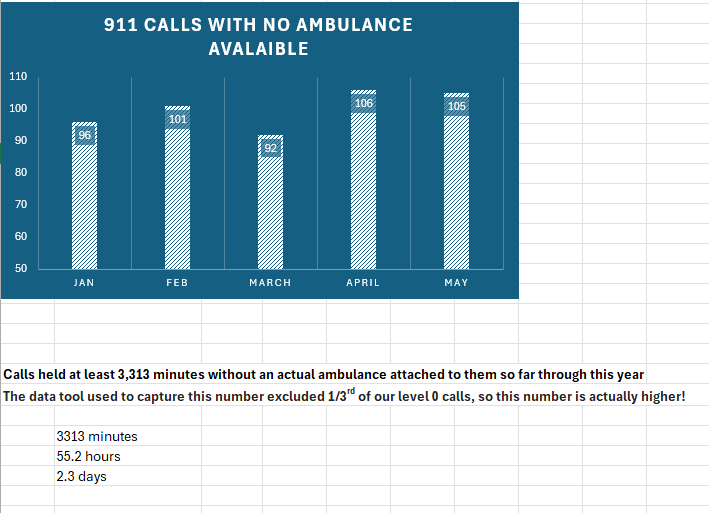 911 CALLS WITH NO AMBULANCE
AVALAIBLE
110
100
90
80
70
60
50
96
101
92
106
105
JAN FEB MARCH APRIL MAY
Calls held at least 3,313 minutes without an actual ambulance attached to them so far through this year
The data tool used to capture this number excluded 1/3rd of our level 0 calls, so this number is actually higher!
3313 minutes
55.2 hours
2.3 days